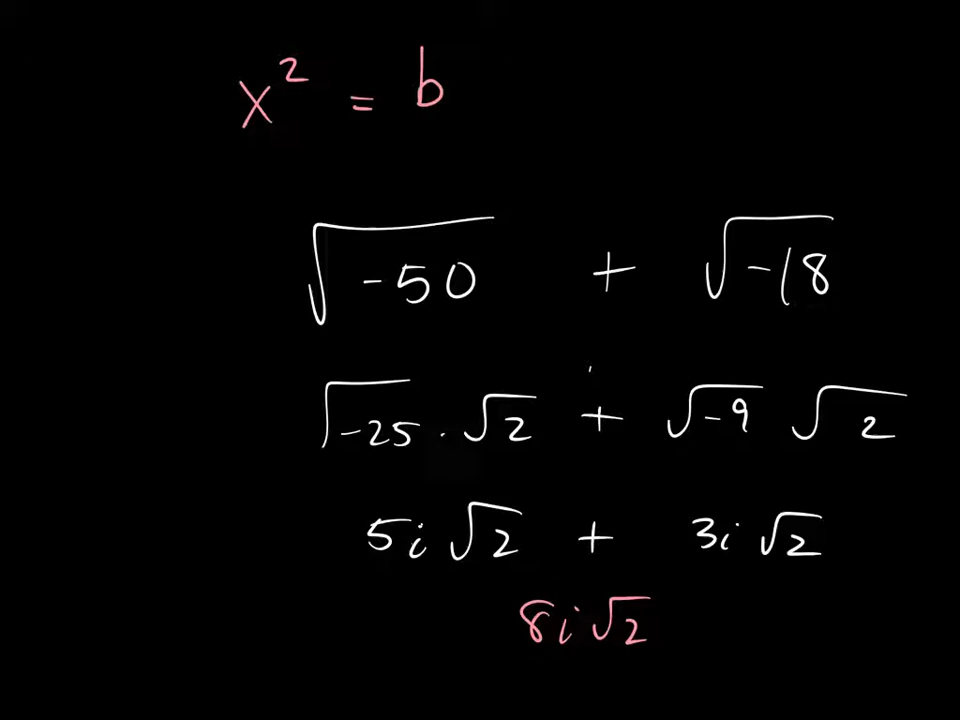 x² = b
√-50 + √-18
√-25 · √2 + √-9 √2
5i √2 + 3i √2
8i √2